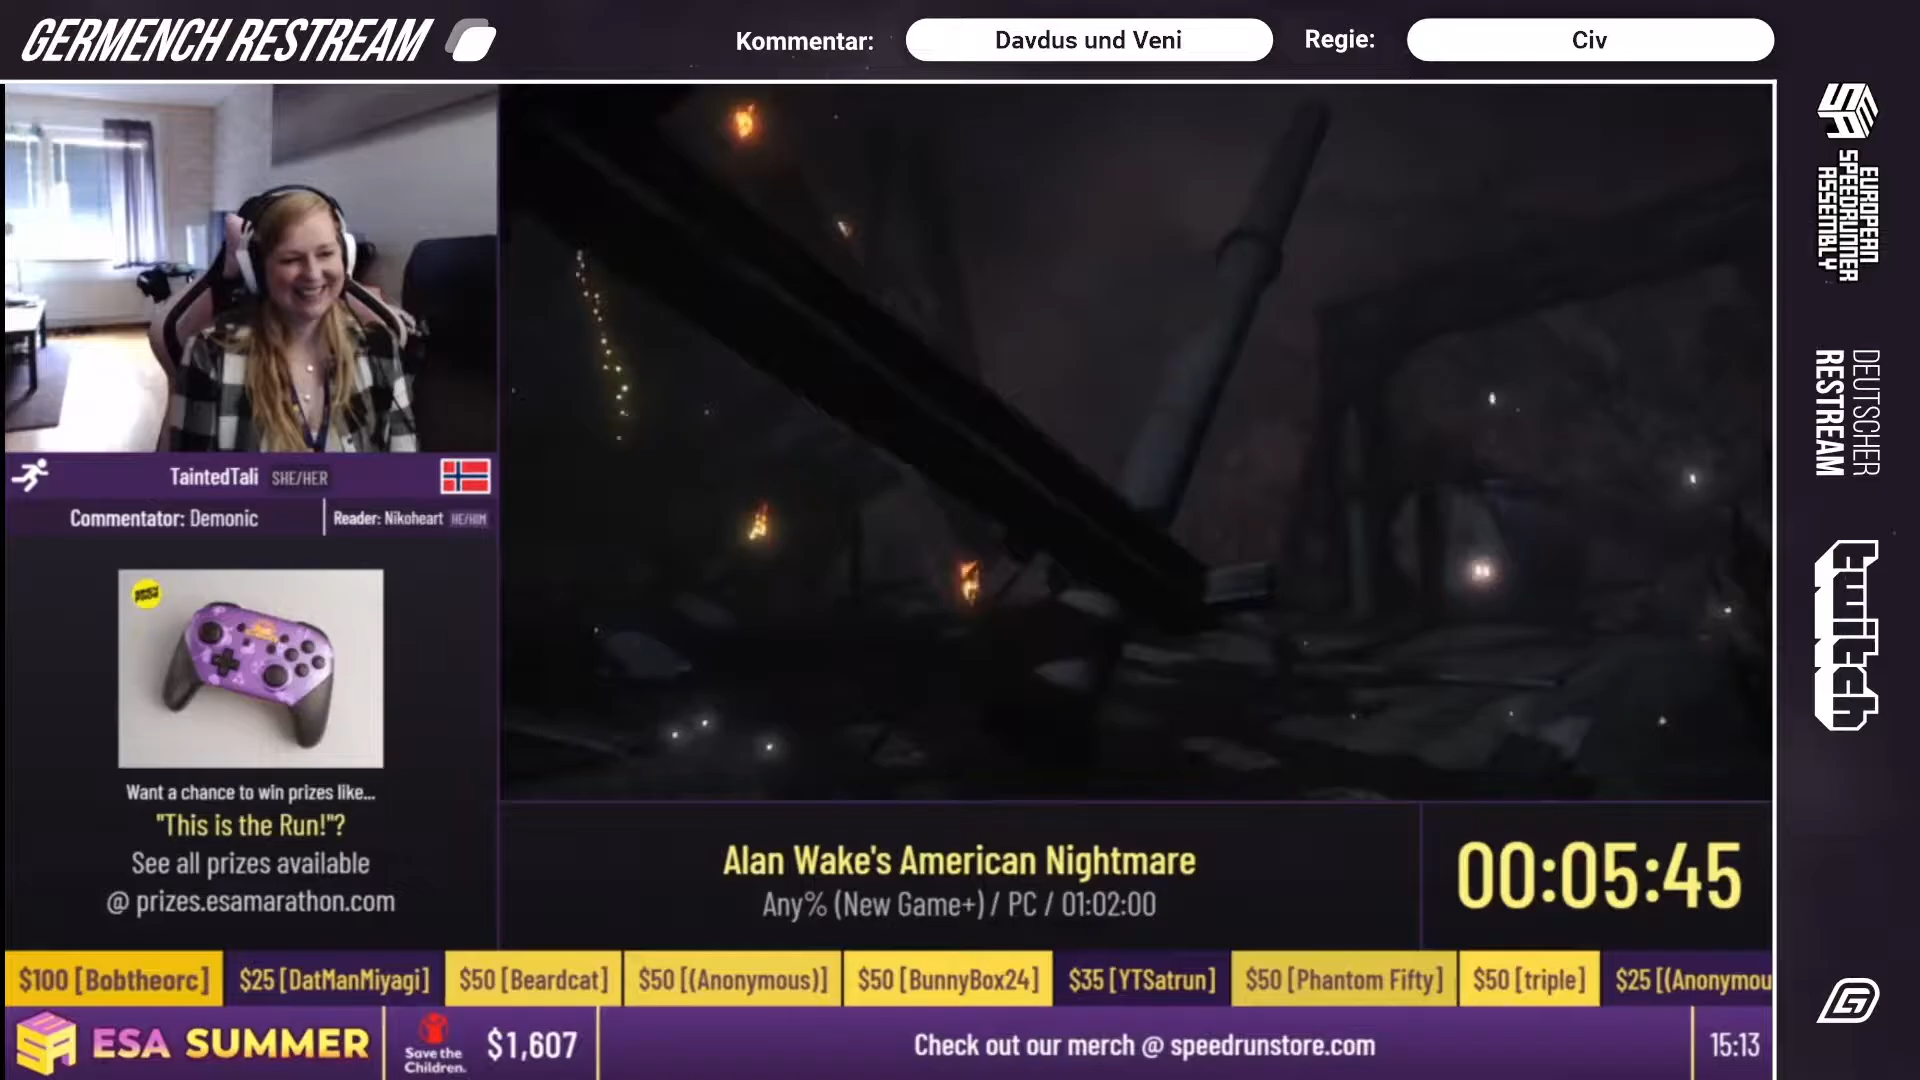 GERMENCH RESTREAM
Kommentar:
Davdus und Veni
Regie:
Civ
EUROPEAN
SPEEDRUNNER
ASSEMBLY
DEUTSCHER
RESTREAM
twitch
TaintedTali SHE/HER
Commentator: Demonic
Reader: Nikoheart HE/HIM
Want a chance to win prizes like...
"This is the Run!"?
See all prizes available
@ prizes.esamarathon.com
Alan Wake's American Nightmare
Any% (New Game+) / PC / 01:02:00
00:05:45
$100 [Bobtheorc]
$25 [DatManMiyagi]
$50 [Beardcat]
$50 [(Anonymous)]
$50 [BunnyBox24]
$35 [YTSatrun]
$50 [Phantom Fifty]
$50 [triple]
$25 [(Anonymou
ESA SUMMER
Save the
Children.
$1,607
Check out our merch @ speedrunstore.com
15:13